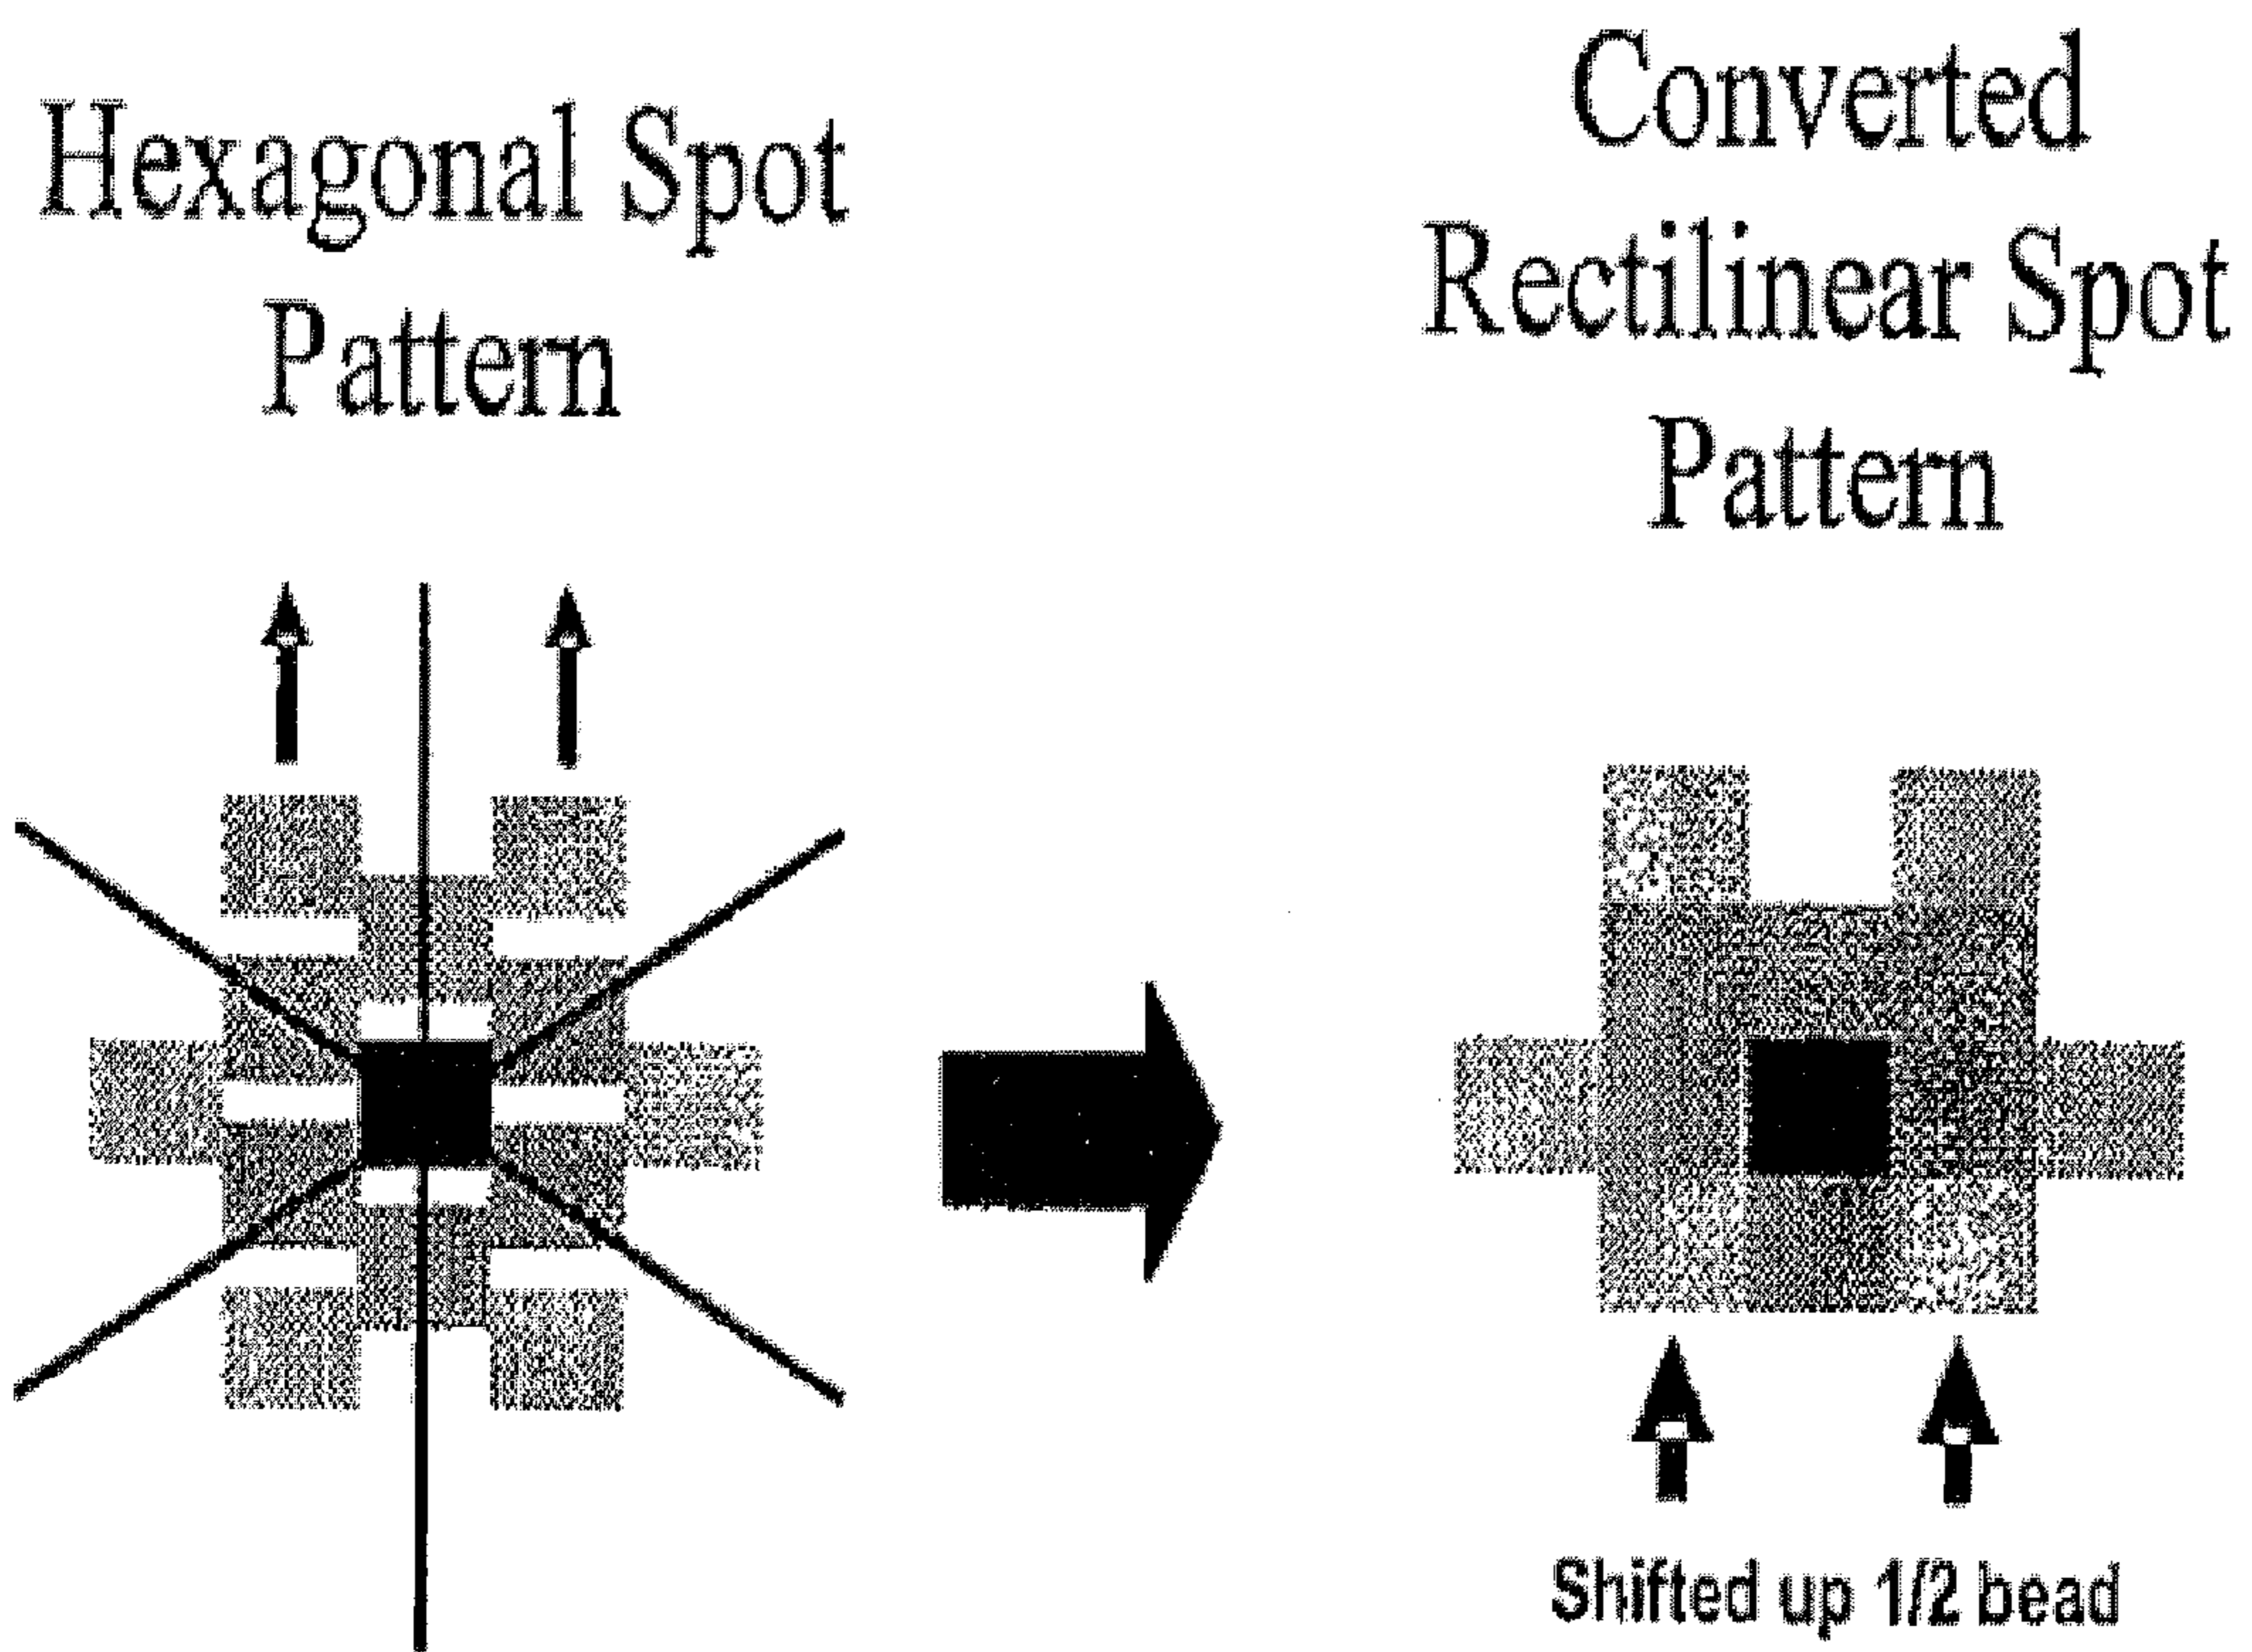 Hexagonal Spot
Pattern
Converted
Rectilinear Spot
Pattern
Shifted up 1/2 bead